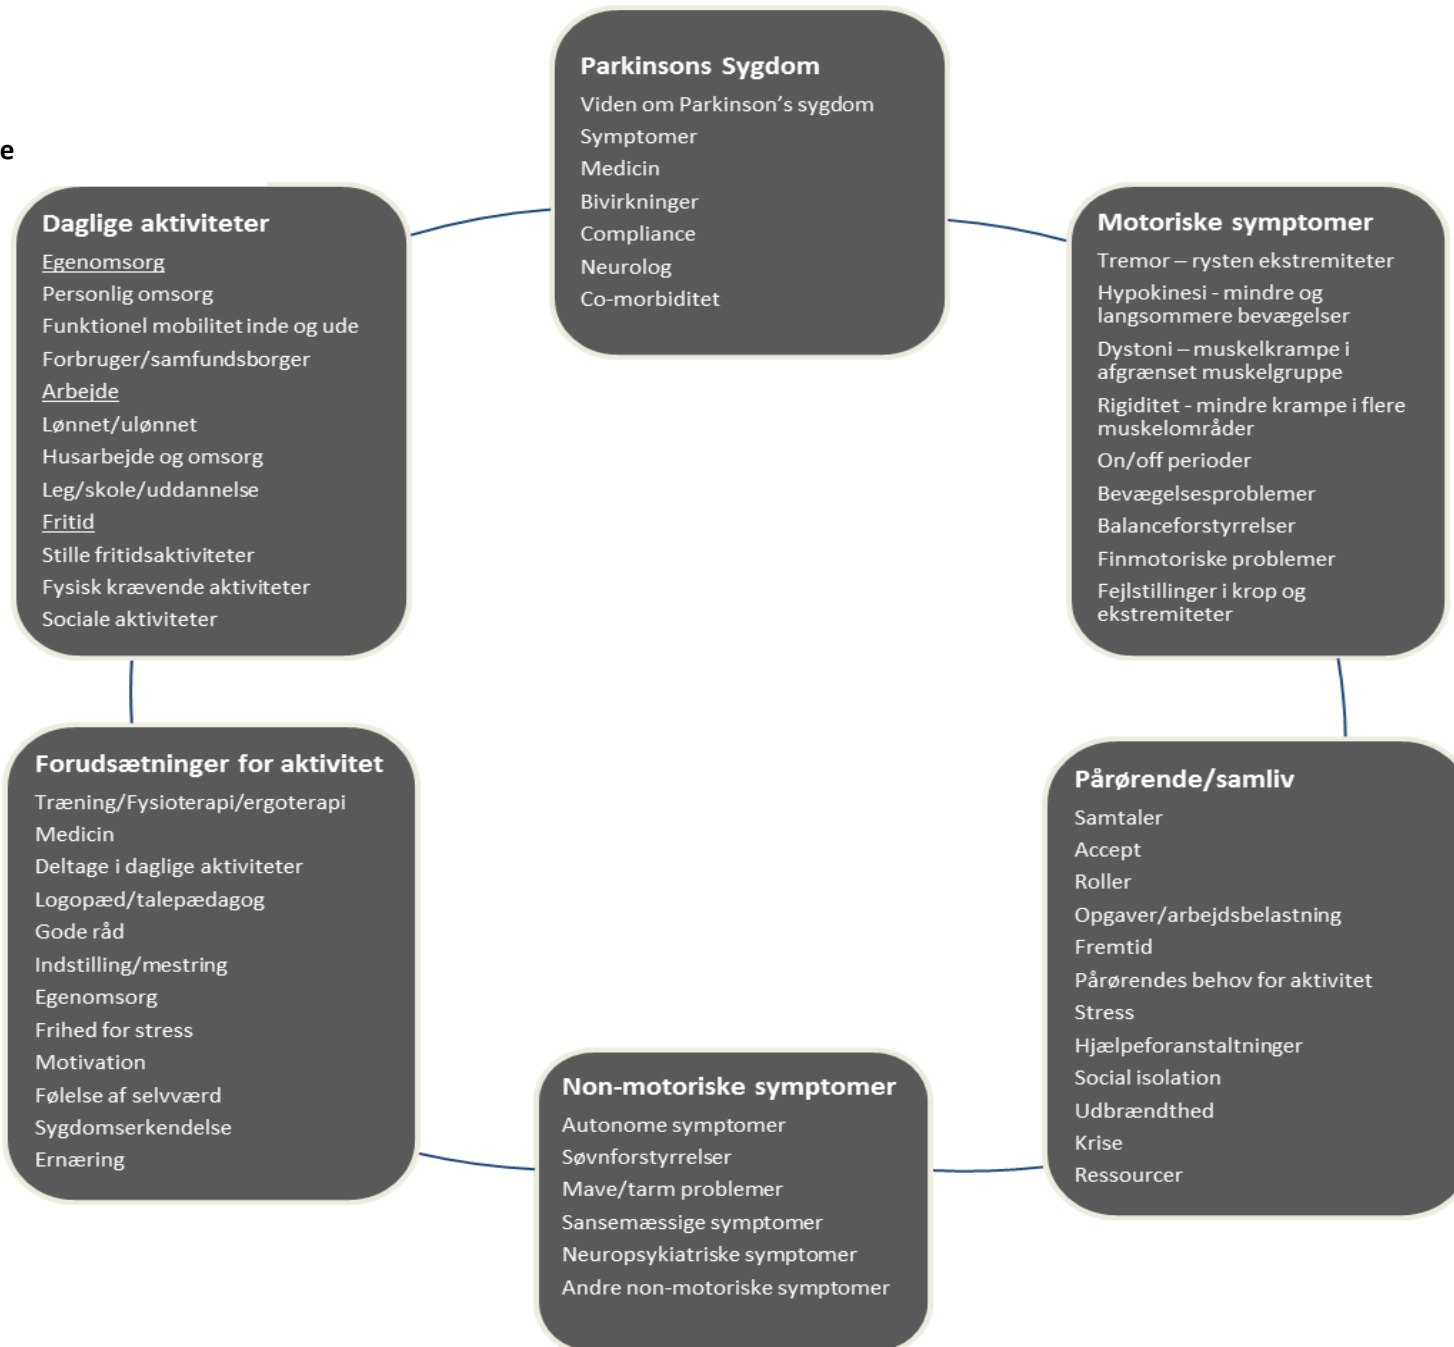 Parkinsons Sygdom
Viden om Parkinson’s sygdom
Symptomer
Medicin
Bivirkninger
Compliance
Neurolog
Co-morbiditet
e
Daglige aktiviteter
Egenomsorg
Personlig omsorg
Funktionel mobilitet inde og ude
Forbruger/samfundsborger
Arbejde
Lønnet/ulønnet
Husarbejde og omsorg
Leg/skole/uddannelse
Fritid
Stille fritidsaktiviteter
Fysisk krævende aktiviteter
Sociale aktiviteter
Motoriske symptomer
Tremor – rysten ekstremiteter
Hypokinesi - mindre og
langsommere bevægelser
Dystoni – muskelkrampe i
afgrænset muskelgruppe
Rigiditet - mindre krampe i flere
muskelområder
On/off perioder
Bevægelsesproblemer
Balanceforstyrrelser
Finmotoriske problemer
Fejlstillinger i krop og
ekstremiteter
Forudsætninger for aktivitet
Træning/Fysioterapi/ergoterapi
Medicin
Deltage i daglige aktiviteter
Logopæd/talepædagog
Gode råd
Indstilling/mestring
Egenomsorg
Frihed for stress
Motivation
Følelse af selvværd
Sygdomserkendelse
Ernæring
Pårørende/samliv
Samtaler
Accept
Roller
Opgaver/arbejdsbelastning
Fremtid
Pårørendes behov for aktivitet
Stress
Hjælpeforanstaltninger
Social isolation
Udbrændthed
Krise
Ressourcer
Non-motoriske symptomer
Autonome symptomer
Søvnforstyrrelser
Mave/tarm problemer
Sansemæssige symptomer
Neuropsykiatriske symptomer
Andre non-motoriske symptomer